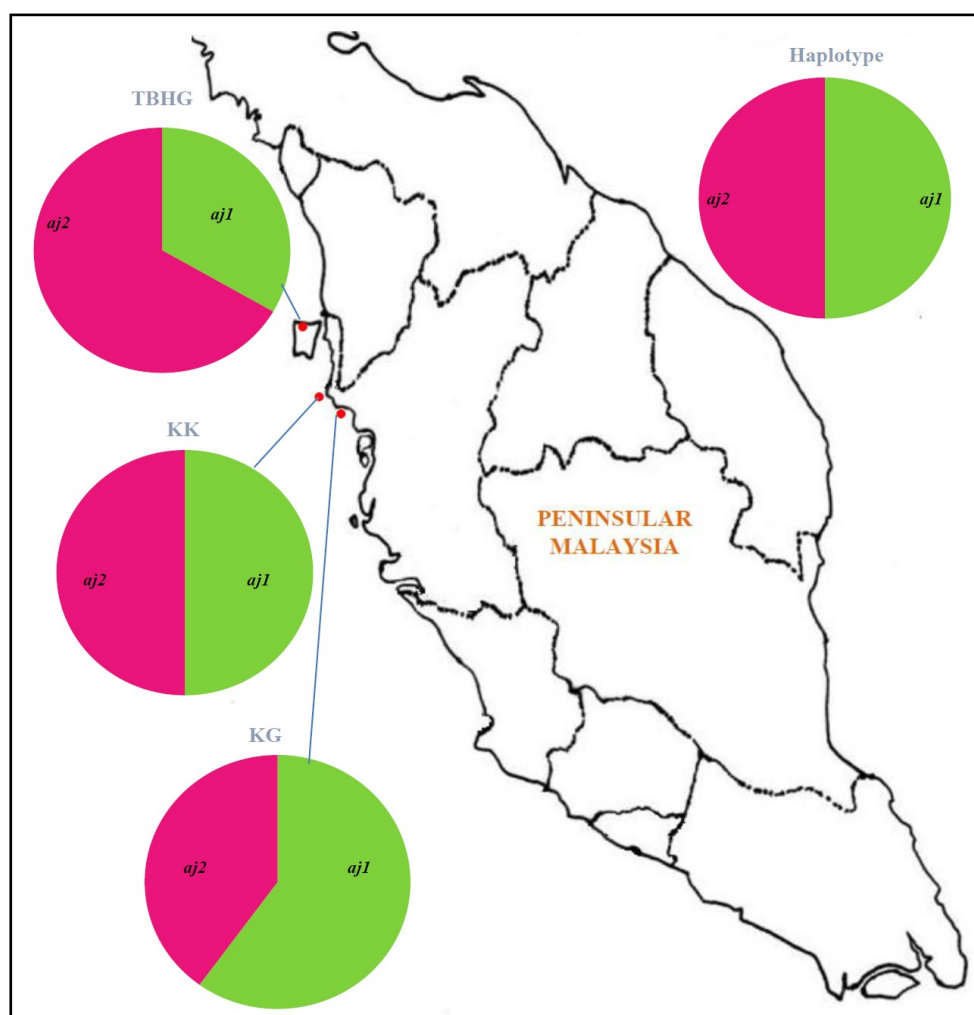 Haplotype
aj2
aj1
TBHG
aj2
aj1
KK
aj2
aj1
PENINSULAR
MALAYSIA
KG
aj2
aj1